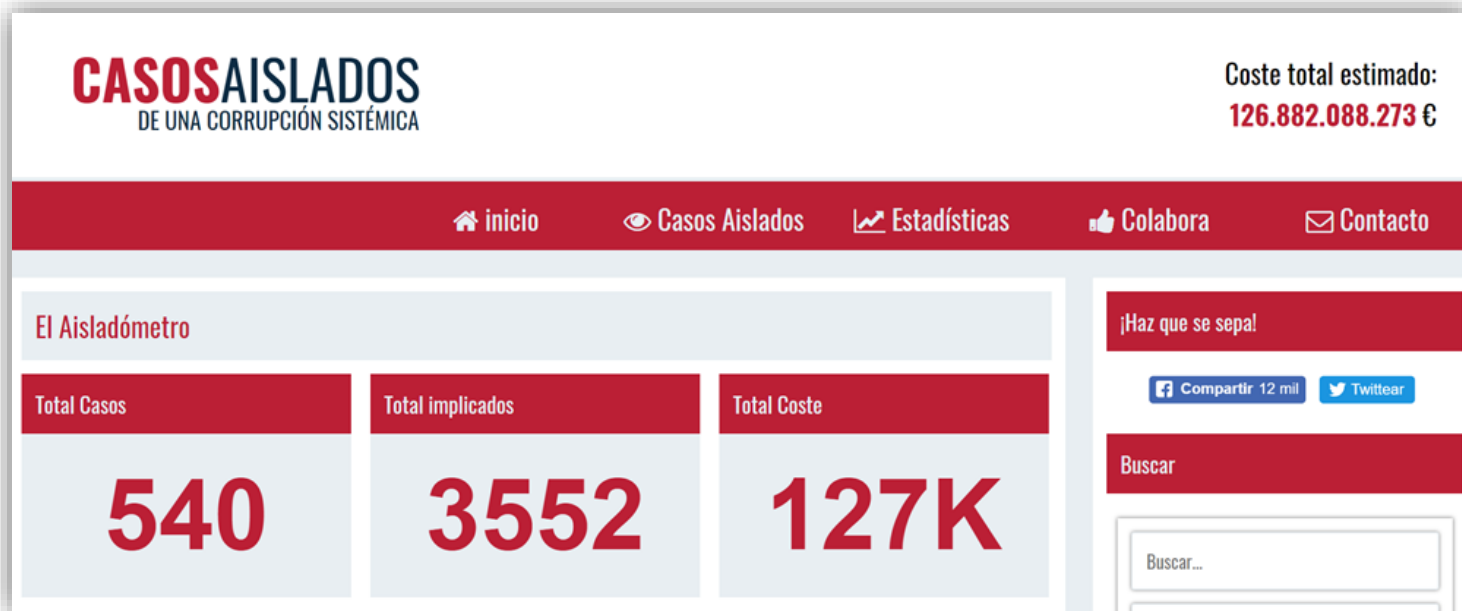 CASOSAISLADOS
DE UNA CORRUPCIÓN SISTÉMICA
Coste total estimado:
126.882.088.273 €
inicio
Casos Aislados
Estadísticas
Colabora
Contacto
El Aisladómetro
Total Casos
540
Total implicados
3552
Total Coste
127K
¡Haz que se sepa!
Compartir 12 mil
Twittear
Buscar
Buscar...